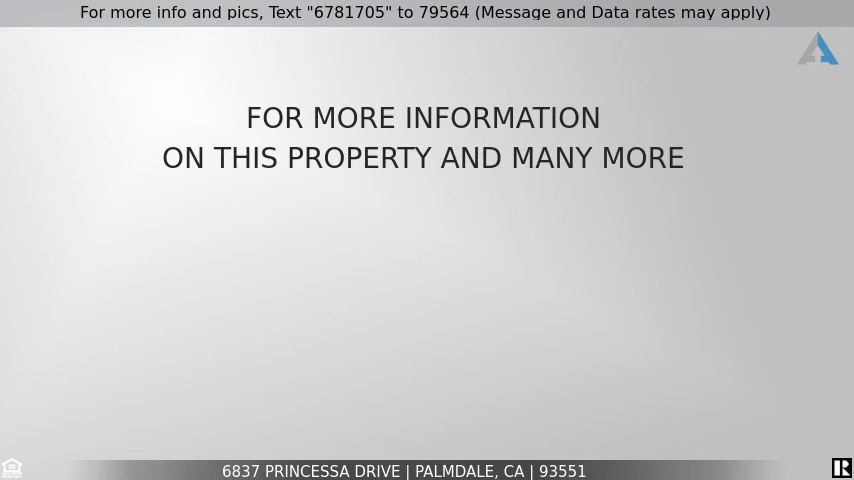 For more info and pics, Text "6781705" to 79564 (Message and Data rates may apply)
FOR MORE INFORMATION
ON THIS PROPERTY AND MANY MORE
6837 PRINCESSA DRIVE | PALMDALE, CA | 93551